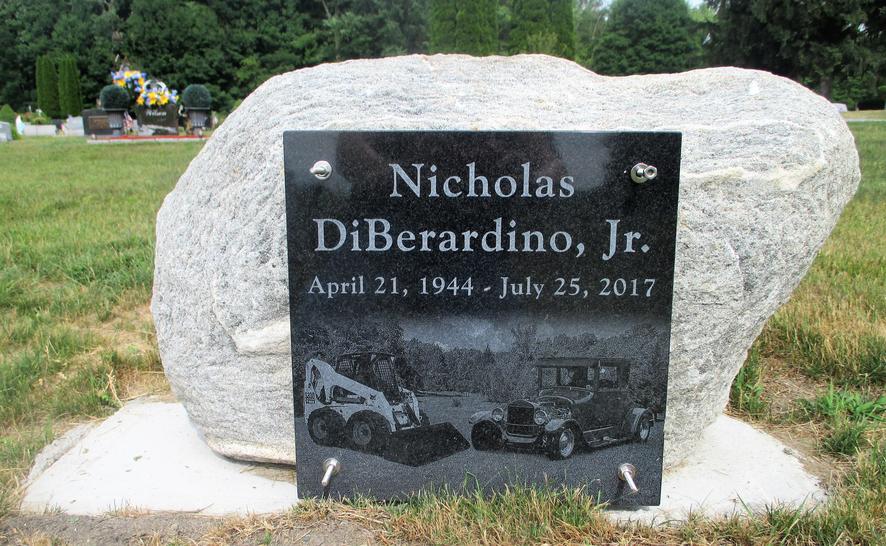 Nicholas
DiBerardino, Jr.
April 21, 1944 - July 25, 2017